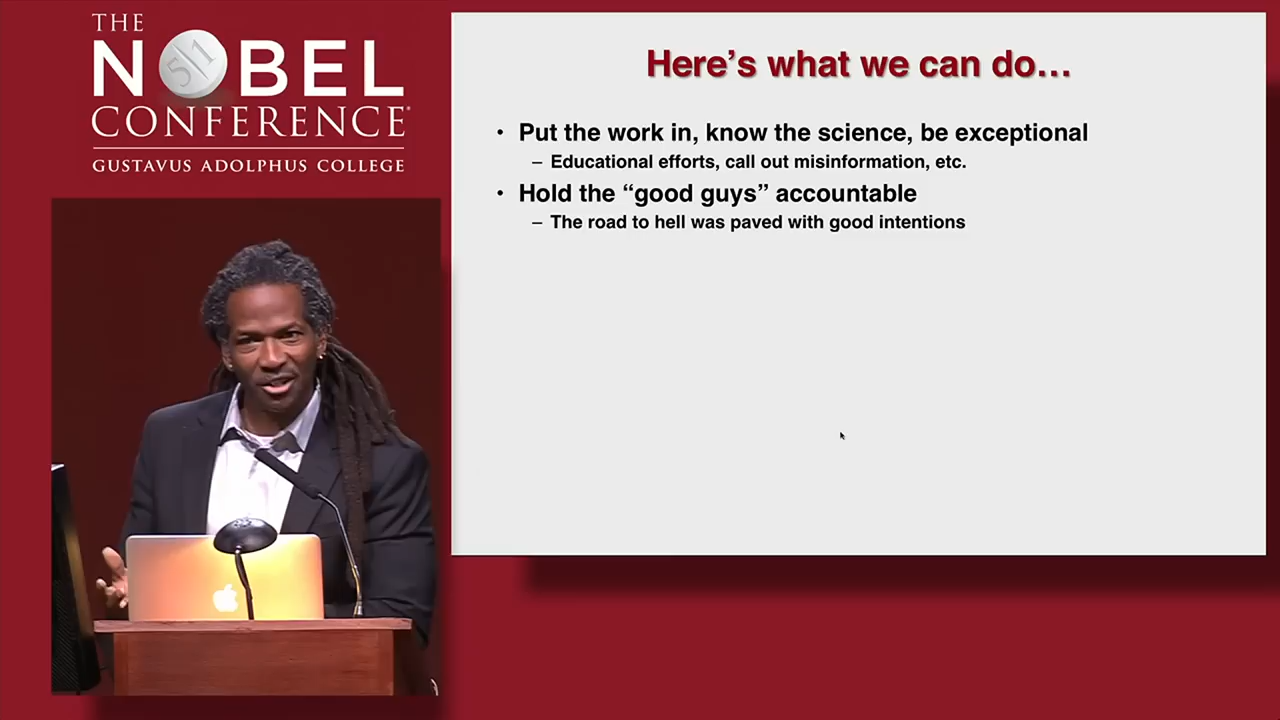 THE
NOBEL
51
CONFERENCE®
GUSTAVUS ADOLPHUS COLLEGE
Here’s what we can do…
• Put the work in, know the science, be exceptional
– Educational efforts, call out misinformation, etc.
• Hold the “good guys” accountable
– The road to hell was paved with good intentions